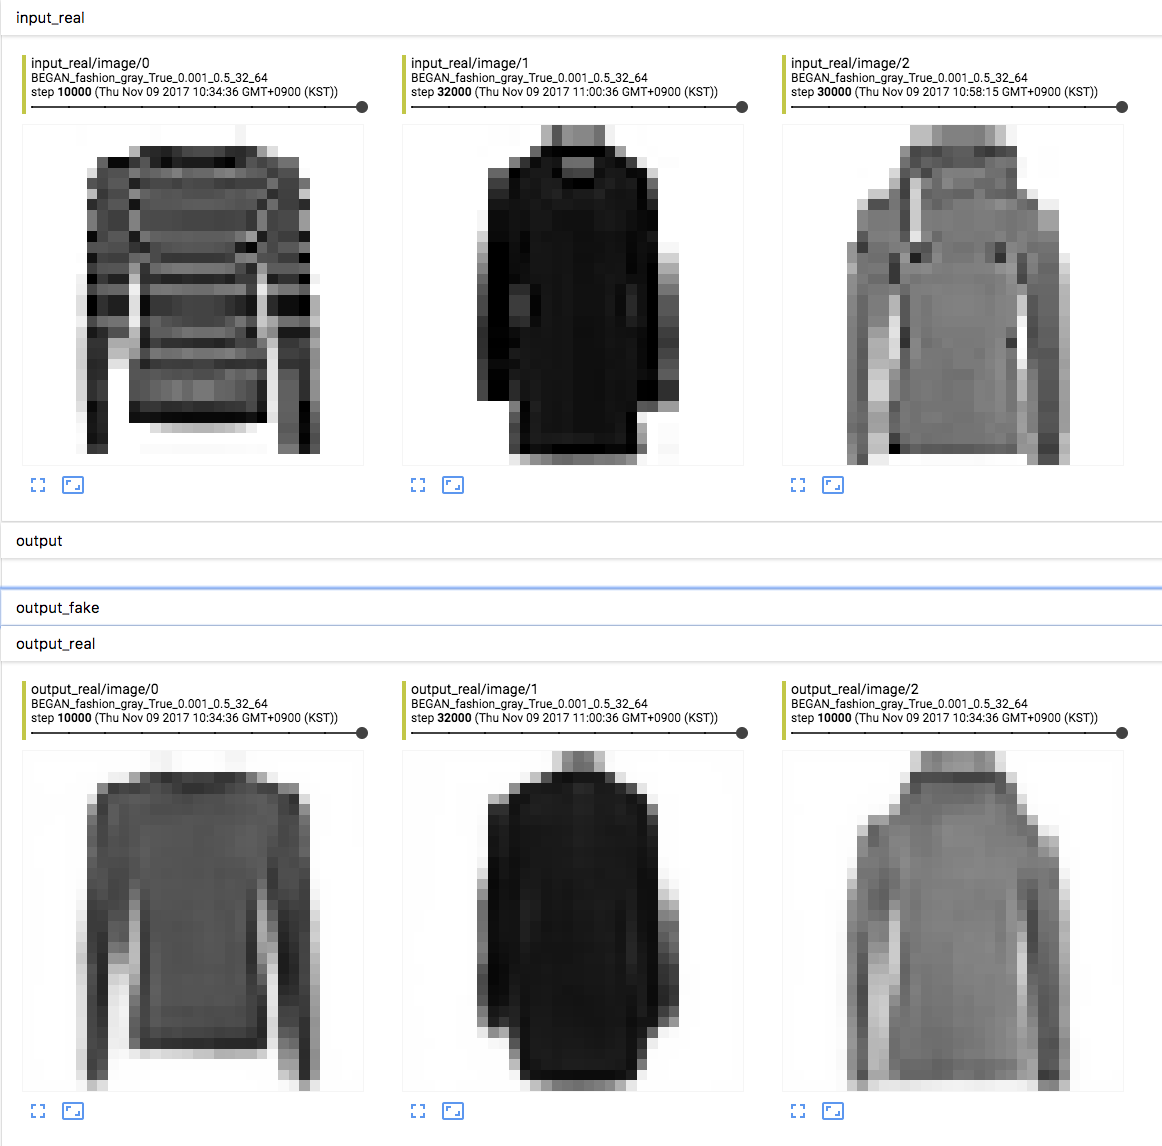 input_real
input_real/image/0
BEGAN_fashion_gray_True_0.001_0.5_32_64
step 10000 (Thu Nov 09 2017 10:34:36 GMT+0900 (KST))
input_real/image/1
BEGAN_fashion_gray_True_0.001_0.5_32_64
step 32000 (Thu Nov 09 2017 11:00:36 GMT+0900 (KST))
input_real/image/2
BEGAN_fashion_gray_True_0.001_0.5_32_64
step 30000 (Thu Nov 09 2017 10:58:15 GMT+0900 (KST))
output
output_fake
output_real
output_real/image/0
BEGAN_fashion_gray_True_0.001_0.5_32_64
step 10000 (Thu Nov 09 2017 10:34:36 GMT+0900 (KST))
output_real/image/1
BEGAN_fashion_gray_True_0.001_0.5_32_64
step 32000 (Thu Nov 09 2017 11:00:36 GMT+0900 (KST))
output_real/image/2
BEGAN_fashion_gray_True_0.001_0.5_32_64
step 10000 (Thu Nov 09 2017 10:34:36 GMT+0900 (KST))